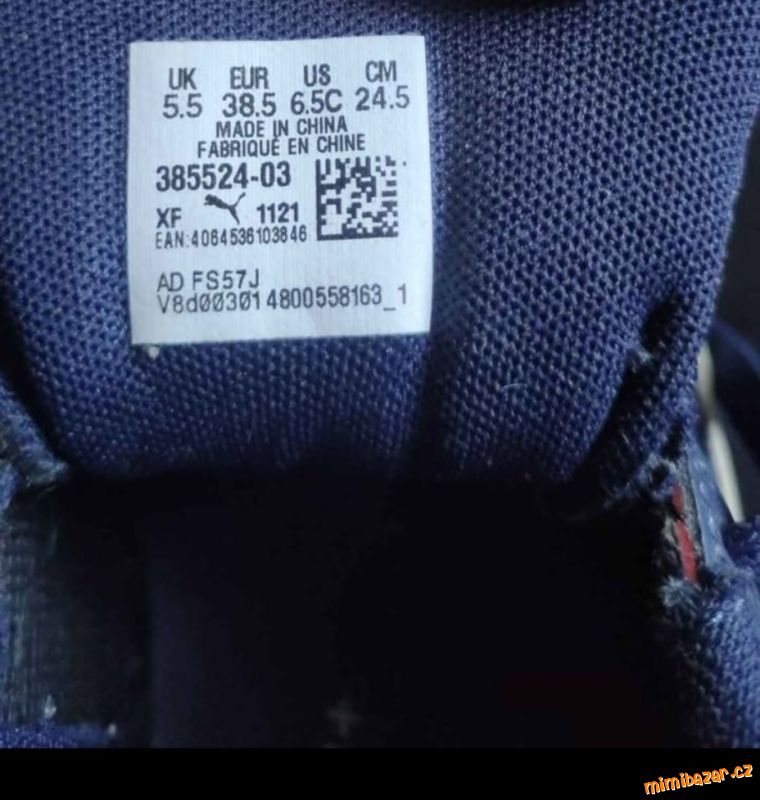 UK EUR US CM
5.5 38.5 6.5C 24.5
MADE IN CHINA
FABRIQUÉ EN CHINE
385524-03
XF 1121
EAN:4064536103846
AD FS57J
V8d00301 4800558163_1
mimibazar.cz